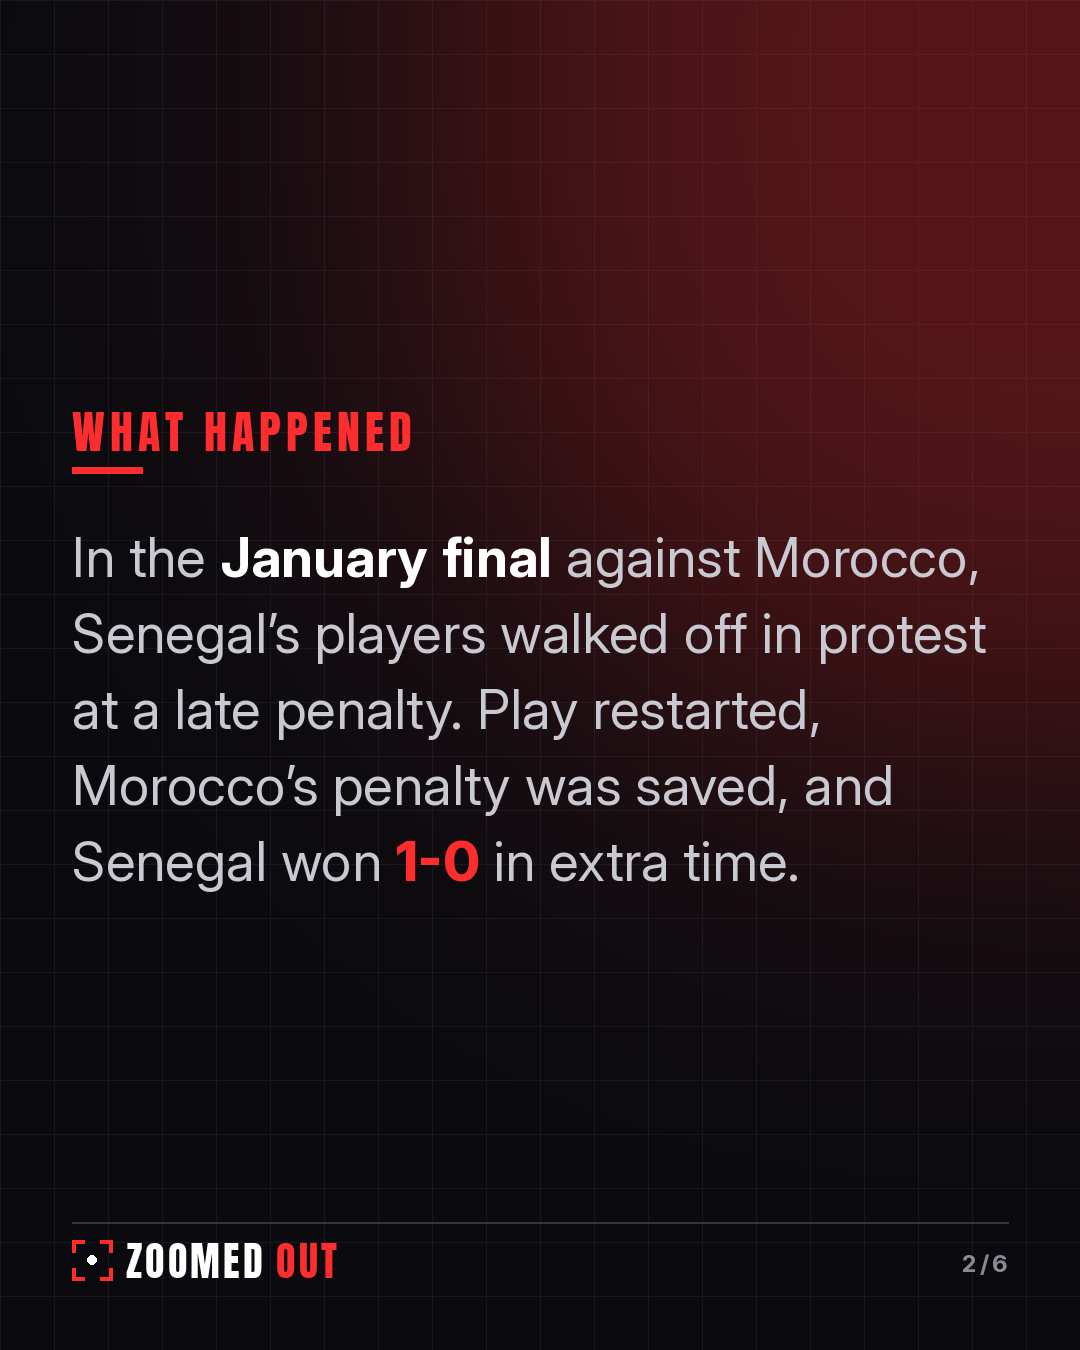 WHAT HAPPENED
In the January final against Morocco,
Senegal’s players walked off in protest
at a late penalty. Play restarted,
Morocco’s penalty was saved, and
Senegal won 1-0 in extra time.
ZOOMED OUT
2/6